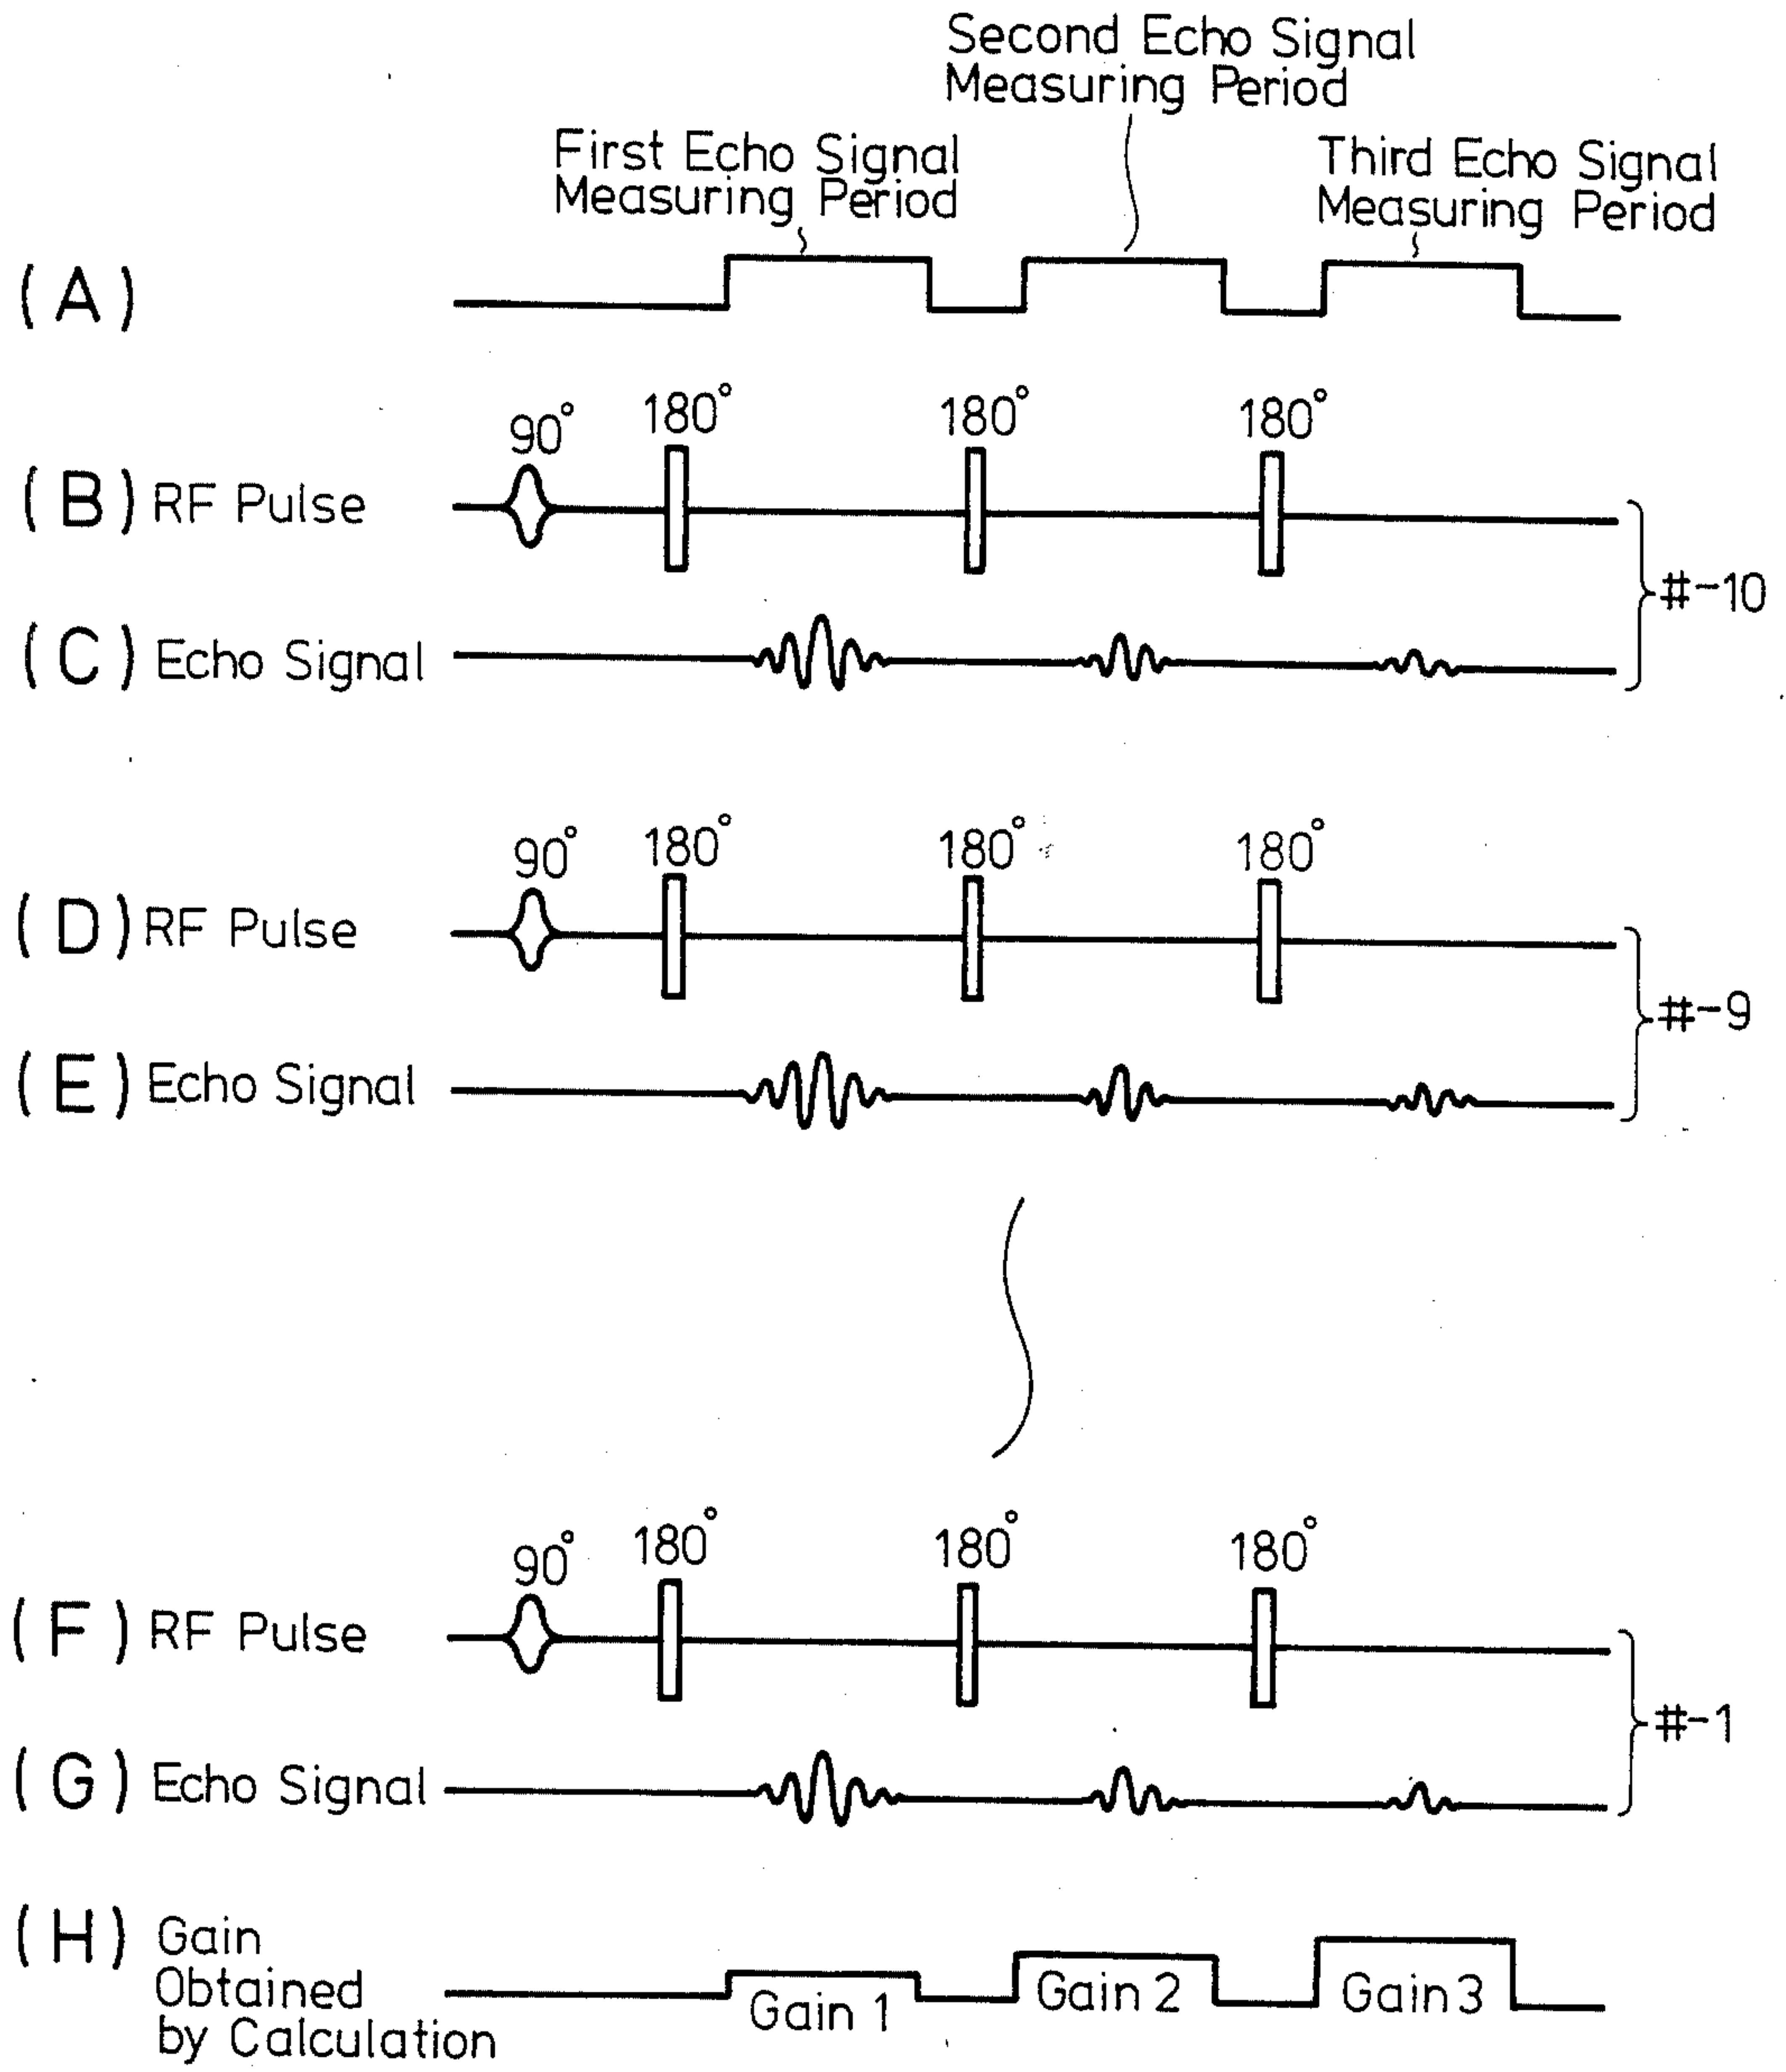 Second Echo Signal
Measuring Period
First Echo Signal
Measuring Period
Third Echo Signal
Measuring Period
(A)
90° 180° 180° 180°
(B) RF Pulse
#-10
(C) Echo Signal
90° 180° 180° 180°
(D) RF Pulse
#-9
(E) Echo Signal
90° 180° 180° 180°
(F) RF Pulse
#-1
(G) Echo Signal
(H) Gain
Obtained
by Calculation
Gain 1 Gain 2 Gain 3